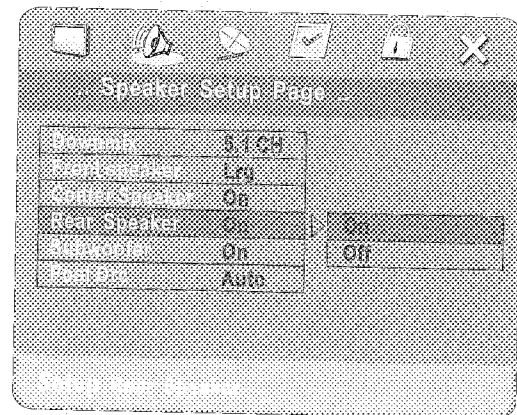 .. Speaker Setup Page ..
Downmix 5.1 CH
Front Speaker Lrg
Center Speaker On
Rear Speaker On On
Subwoofer On Off
Auto